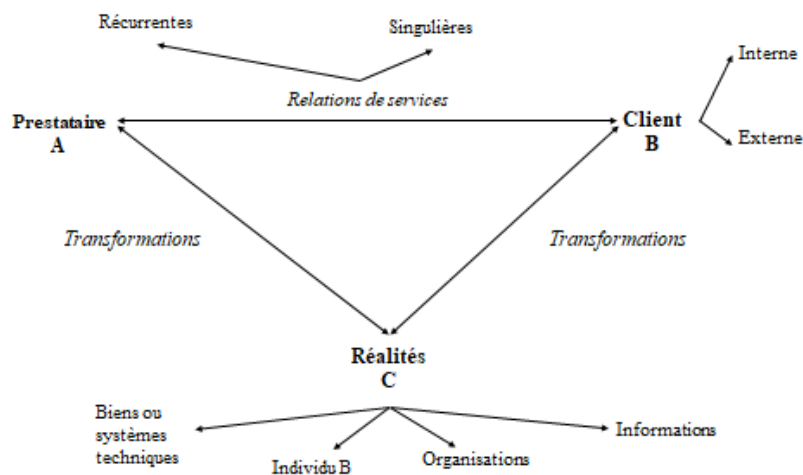 Récurrentes
Singulières
Interne
Relations de services
Prestataire
A
Client
B
Externe
Transformations
Transformations
Réalités
C
Biens ou
systèmes
techniques
Individu B
Organisations
Informations